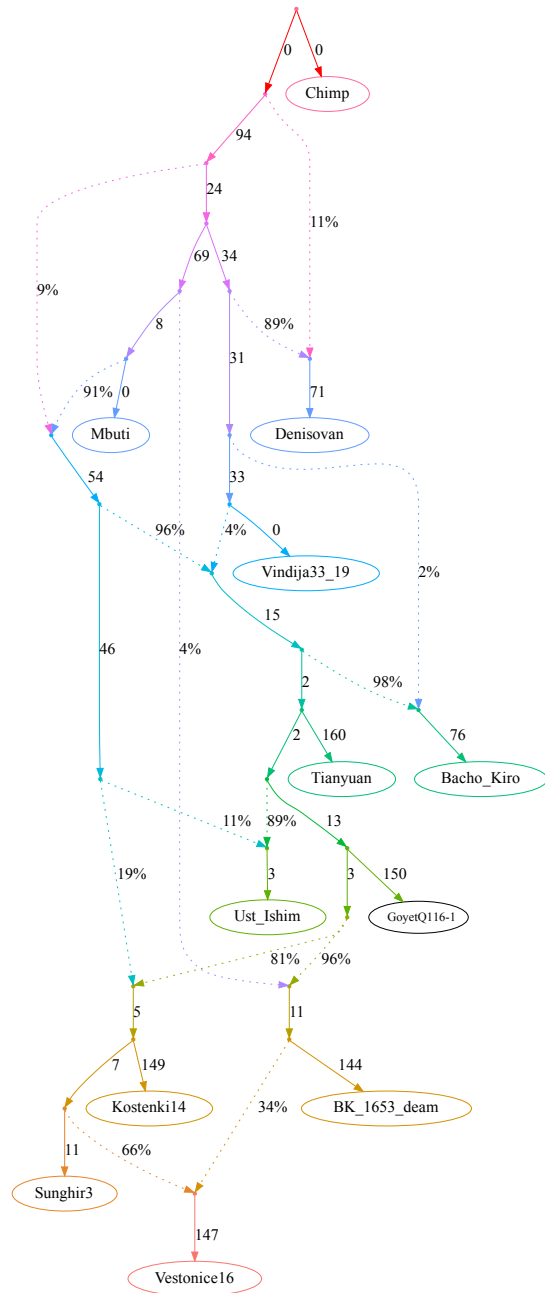 0 0
Chimp
94
24
11%
69 34
9%
8 89%
31
91% 0 71
Mbuti Denisovan
54 33
96% 4% 0
Vindija33_19 2%
15
46 4%
98%
2
2 160 76
Tianyuan Bacho_Kiro
13
11% 89%
19% 3 3 150
Ust_Ishim GoyetQ116-1
81% 96%
5 11
7 149 144
Kostenki14 BK_1653_deam
34%
11 66%
Sunghir3
147
Vestonice16